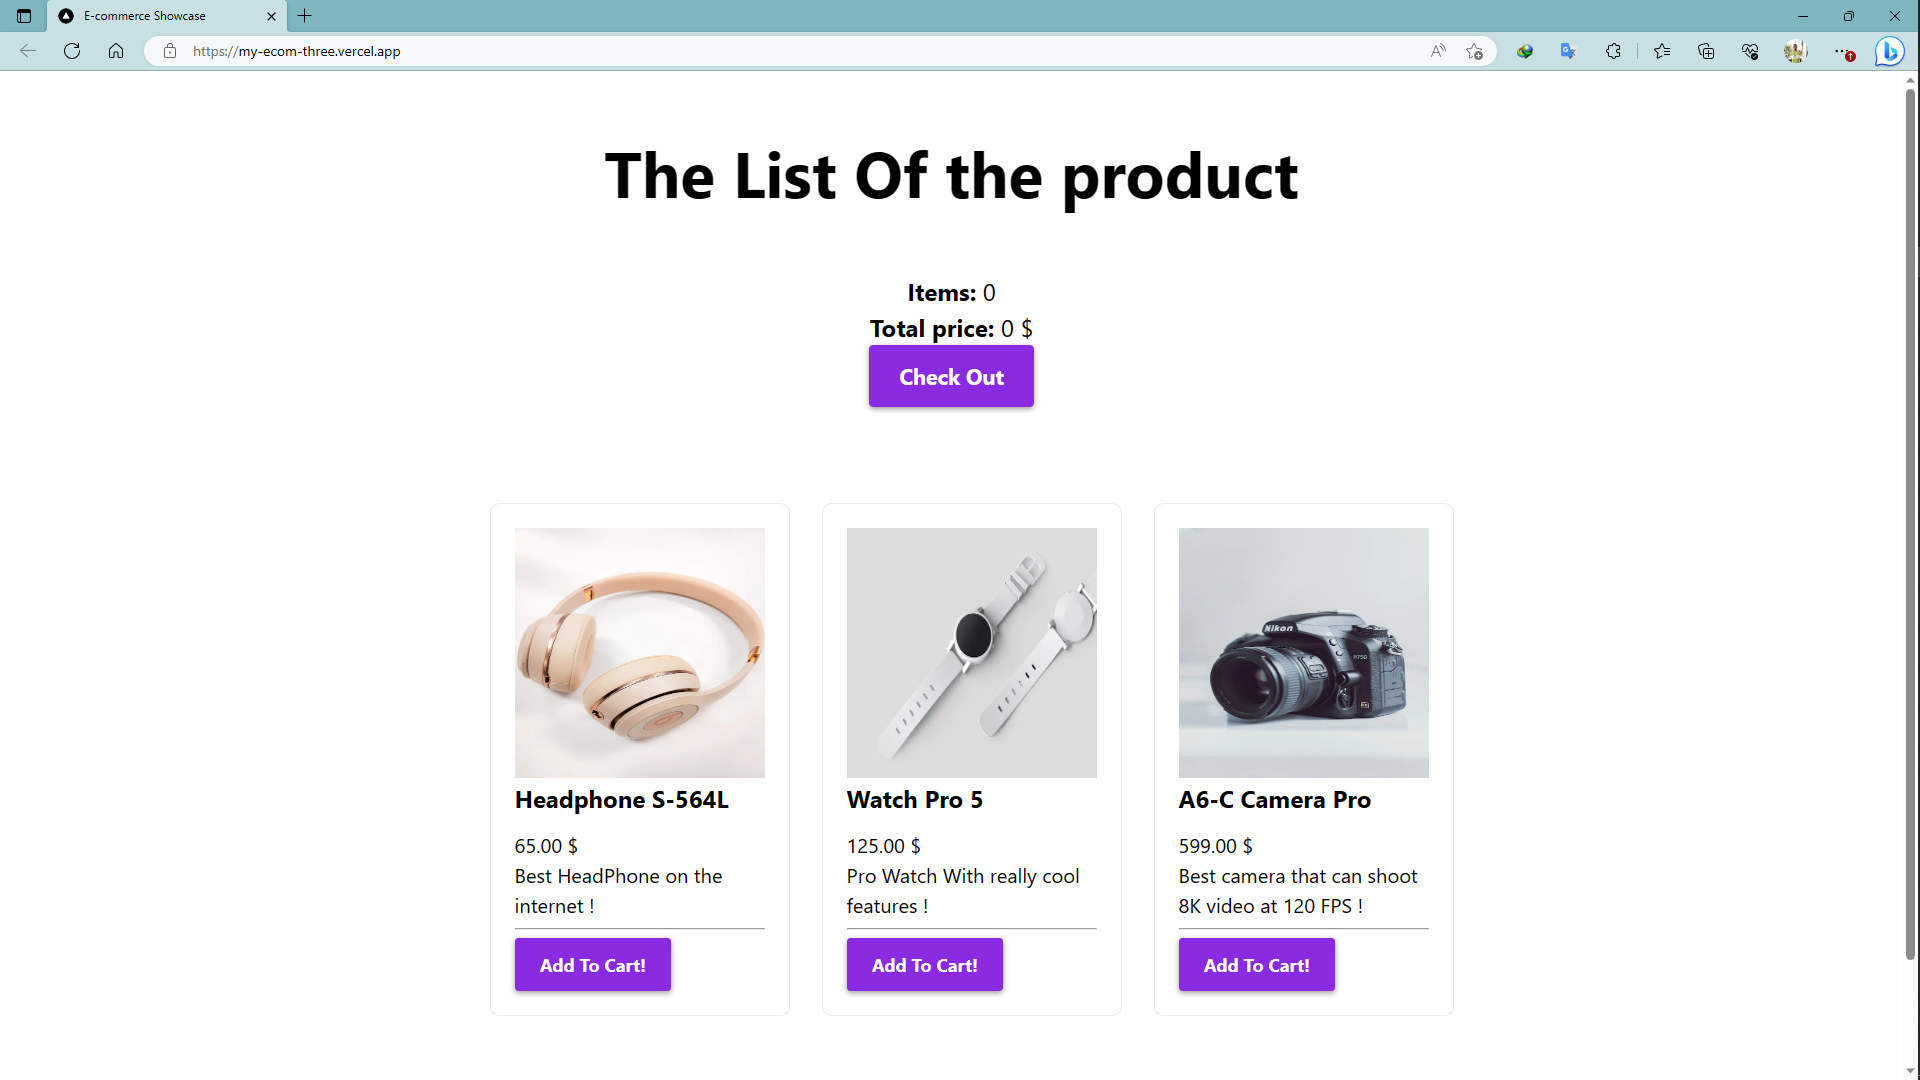 E-commerce Showcase
https://my-ecom-three.vercel.app
The List Of the product
Items: 0
Total price: 0 $
Check Out
Nikon
D750
Headphone S-564L
65.00 $
Best HeadPhone on the
internet !
Add To Cart!
Watch Pro 5
125.00 $
Pro Watch With really cool
features !
Add To Cart!
A6-C Camera Pro
599.00 $
Best camera that can shoot
8K video at 120 FPS !
Add To Cart!